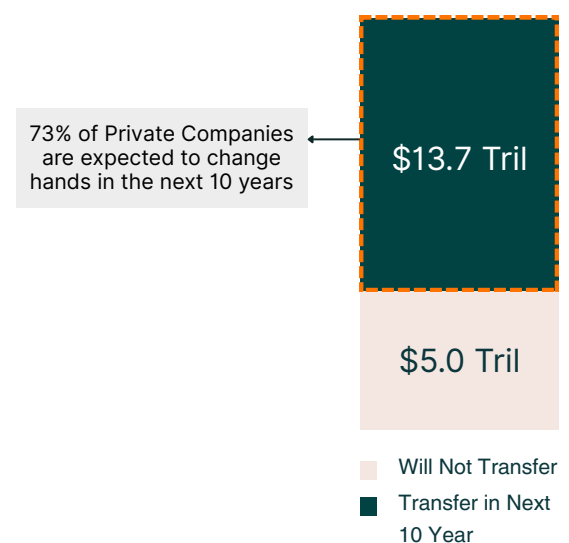 73% of Private Companies
are expected to change
hands in the next 10 years
$13.7 Tril
$5.0 Tril
Will Not Transfer
Transfer in Next
10 Year